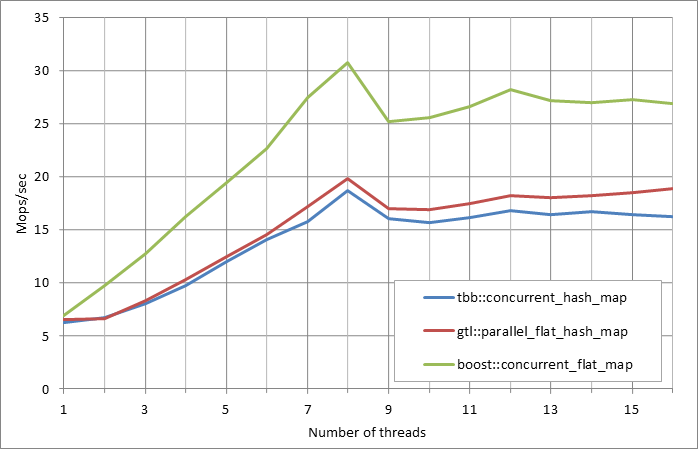 35
30
25
20
15
10
5
0
Mops/sec
tbb::concurrent_hash_map
gtl::parallel_flat_hash_map
boost::concurrent_flat_map
1 3 5 7 9 11 13 15
Number of threads